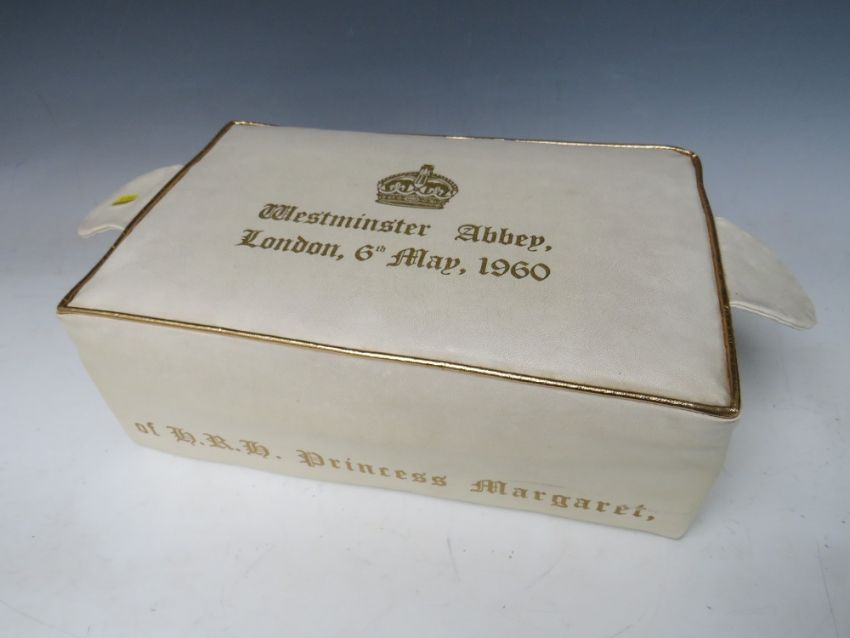 Westminster Abbey,
London, 6th May, 1960
of H.R.H. Princess Margaret,